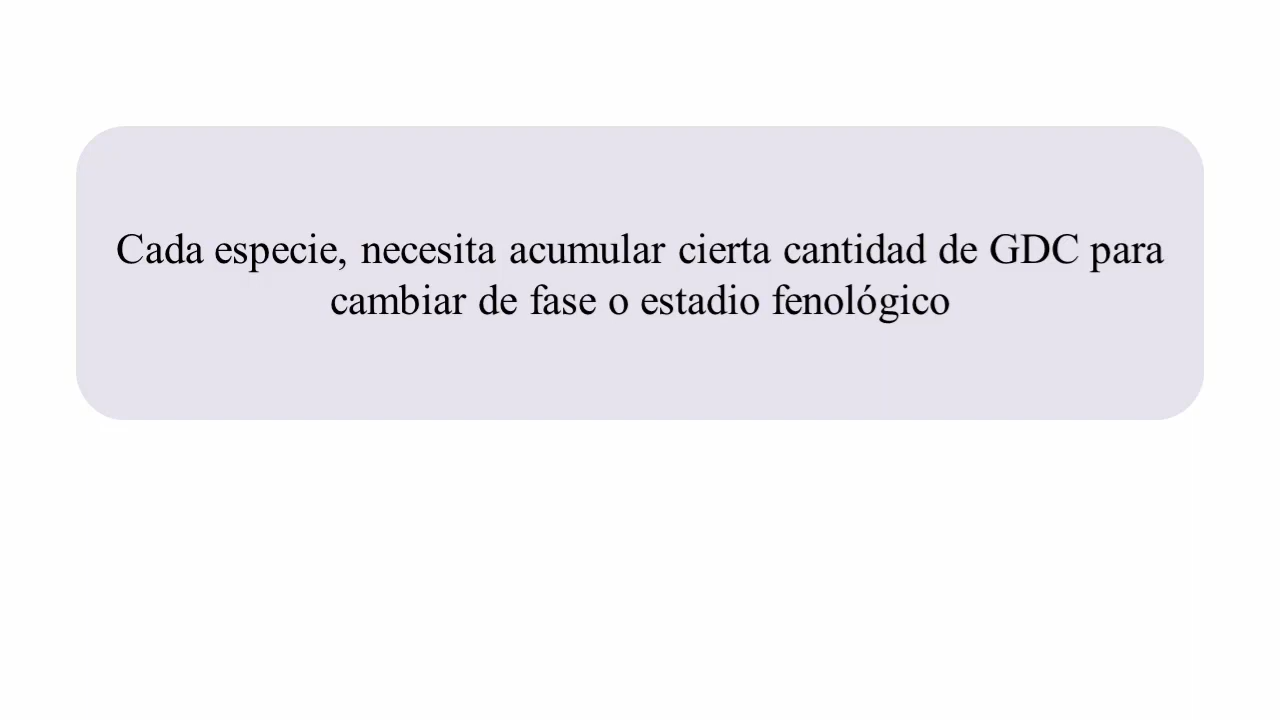 Cada especie, necesita acumular cierta cantidad de GDC para
cambiar de fase o estadio fenológico